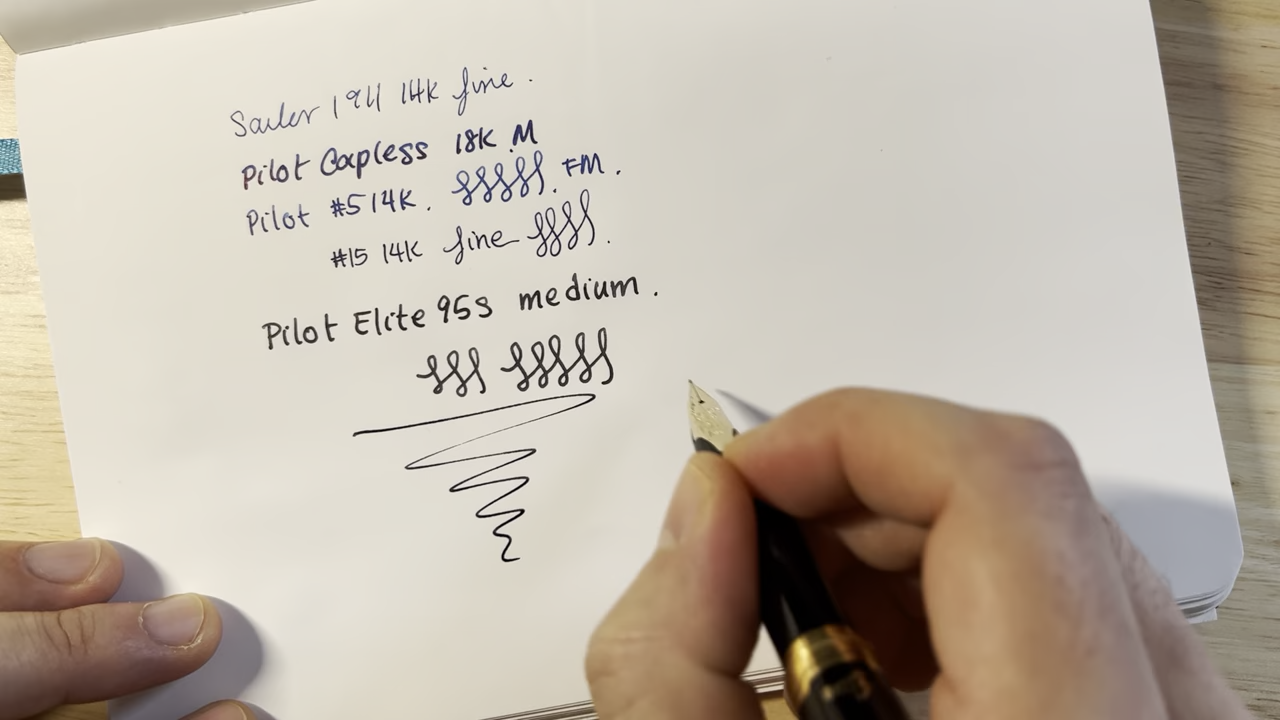 Sailor 1911 14K fine.
Pilot Capless 18K M
Pilot #5 14K. FM.
#15 14K fine.
Pilot Elite 95s medium.